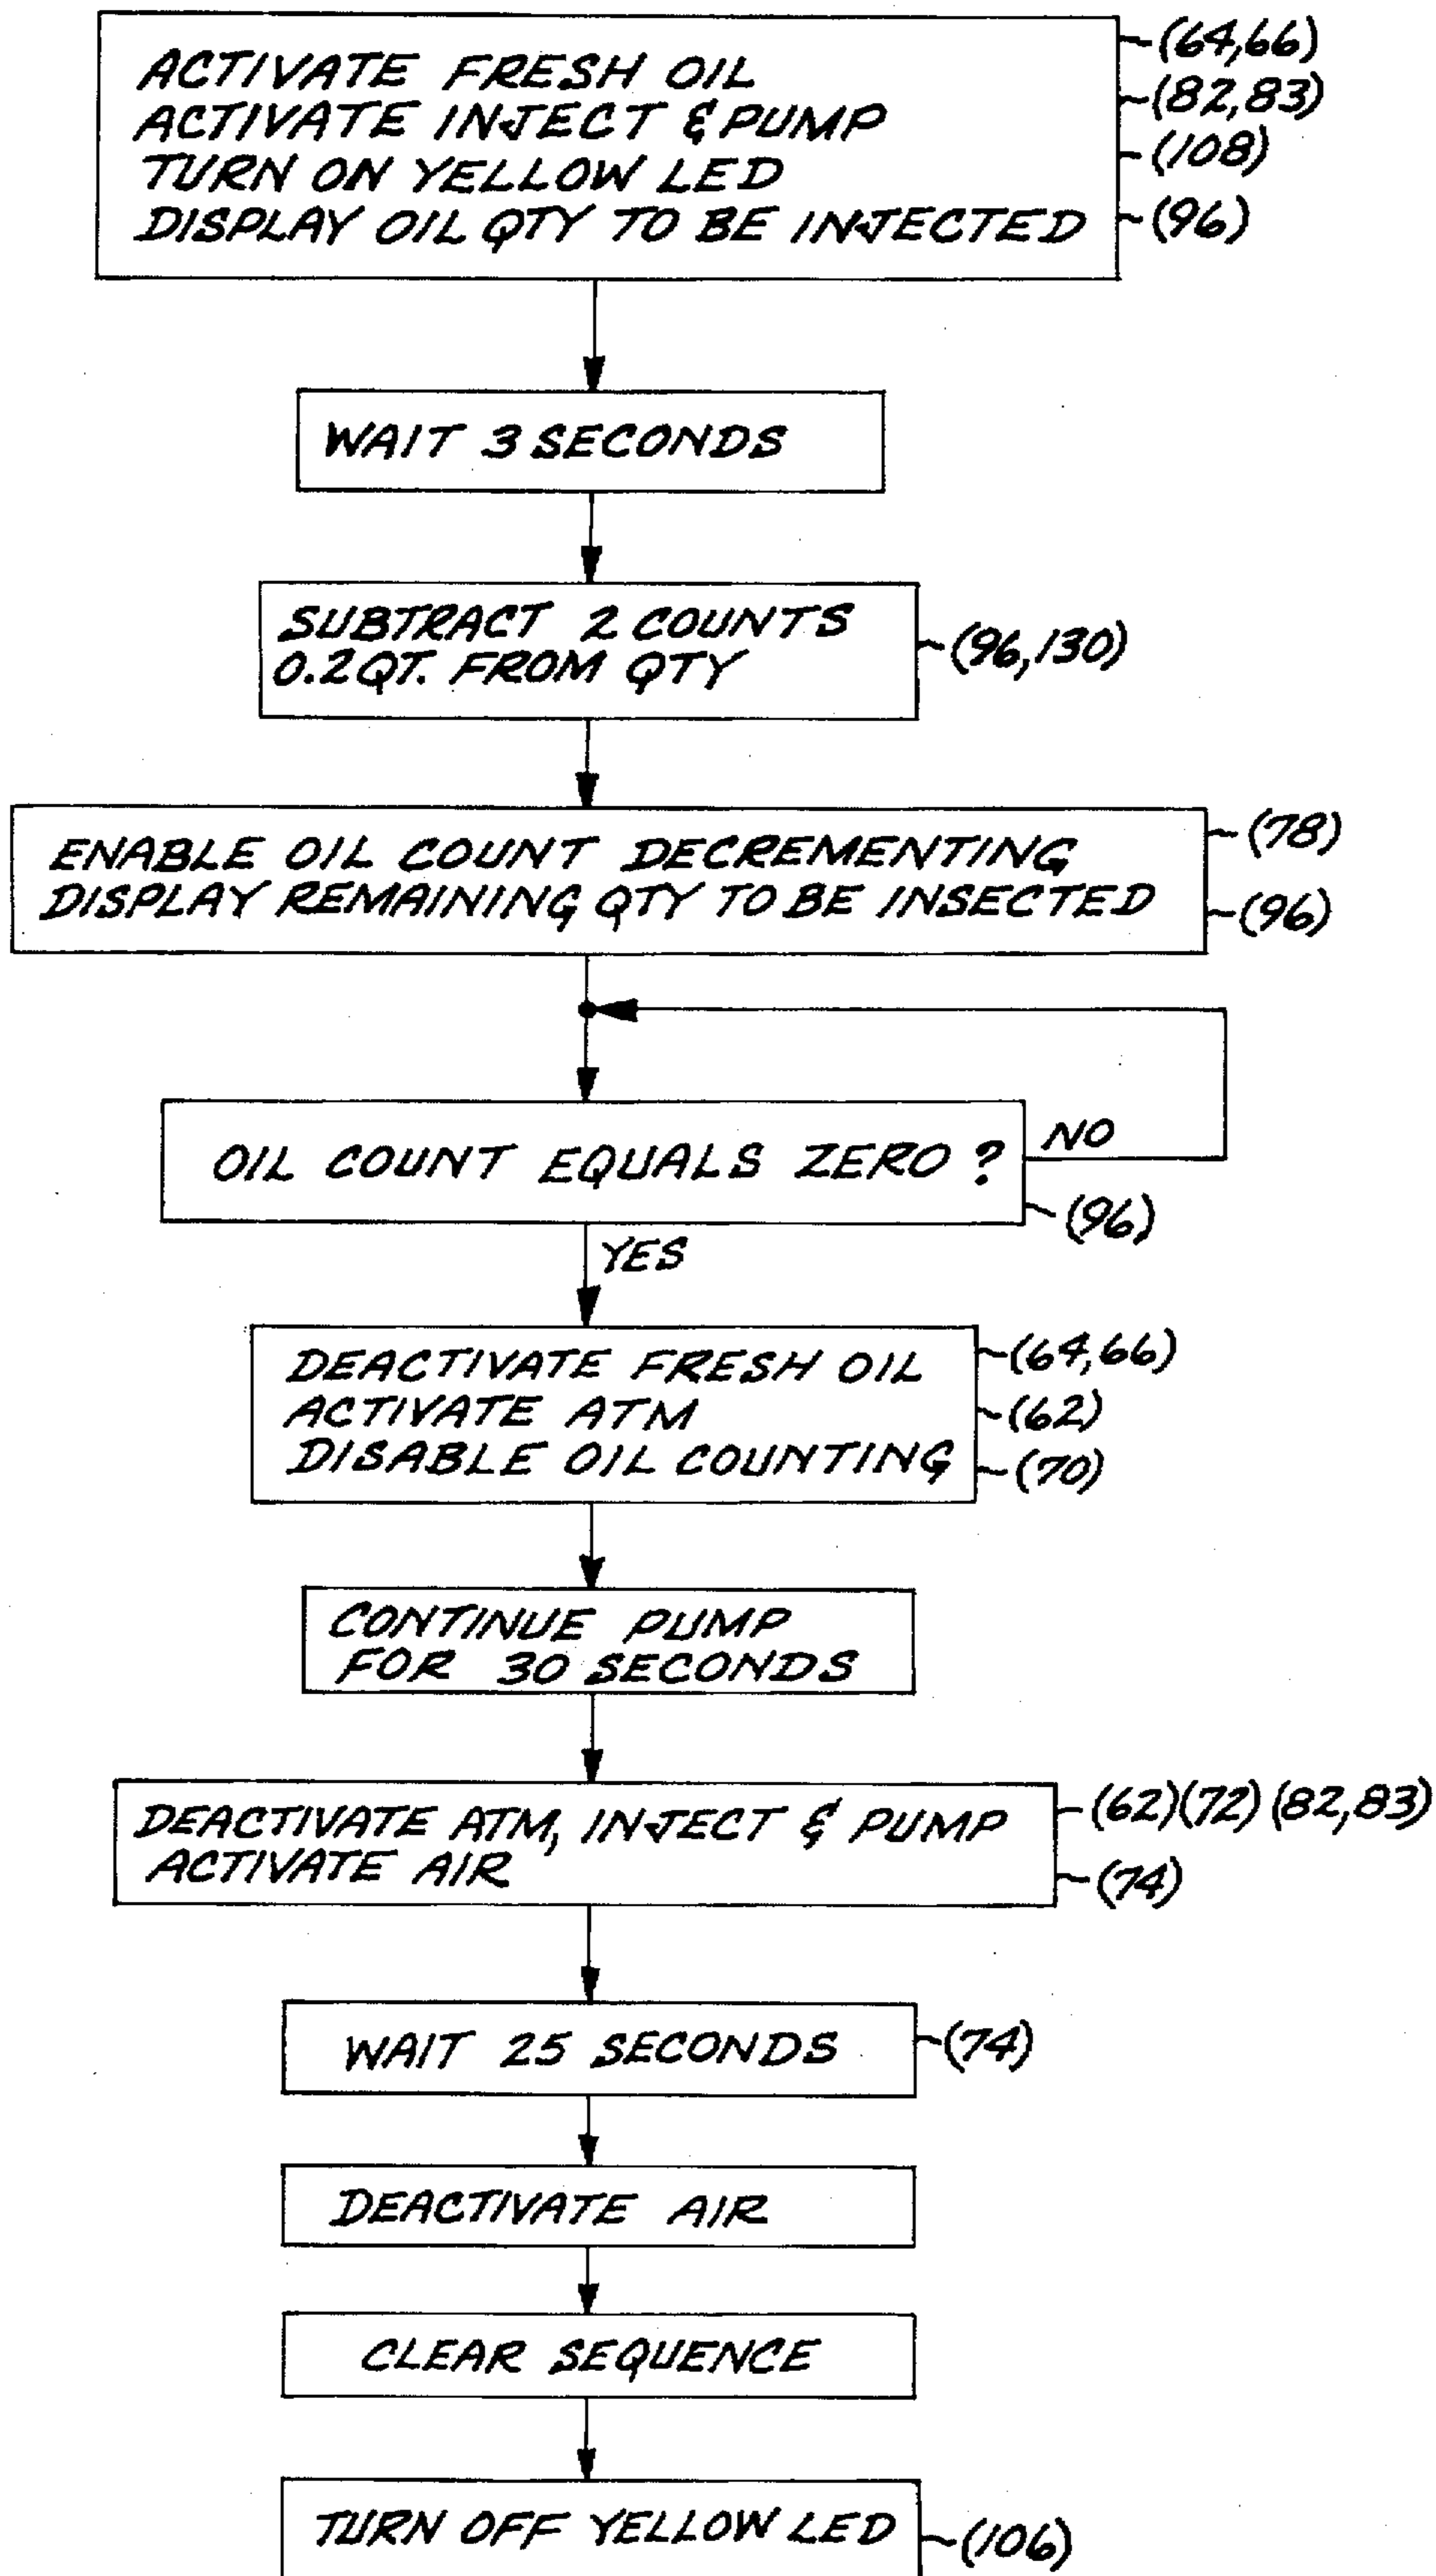 ACTIVATE FRESH OIL (64,66)
ACTIVATE INJECT & PUMP (82,83)
TURN ON YELLOW LED (108)
DISPLAY OIL QTY TO BE INJECTED (96)
WAIT 3 SECONDS
SUBTRACT 2 COUNTS
0.2 QT. FROM QTY
(96,130)
ENABLE OIL COUNT DECREMENTING (78)
DISPLAY REMAINING QTY TO BE INSECTED (96)
OIL COUNT EQUALS ZERO ? NO
(96)
YES
DEACTIVATE FRESH OIL (64,66)
ACTIVATE ATM (62)
DISABLE OIL COUNTING (70)
CONTINUE PUMP
FOR 30 SECONDS
DEACTIVATE ATM, INJECT & PUMP (62)(72)(82,83)
ACTIVATE AIR (74)
WAIT 25 SECONDS (74)
DEACTIVATE AIR
CLEAR SEQUENCE
TURN OFF YELLOW LED (106)